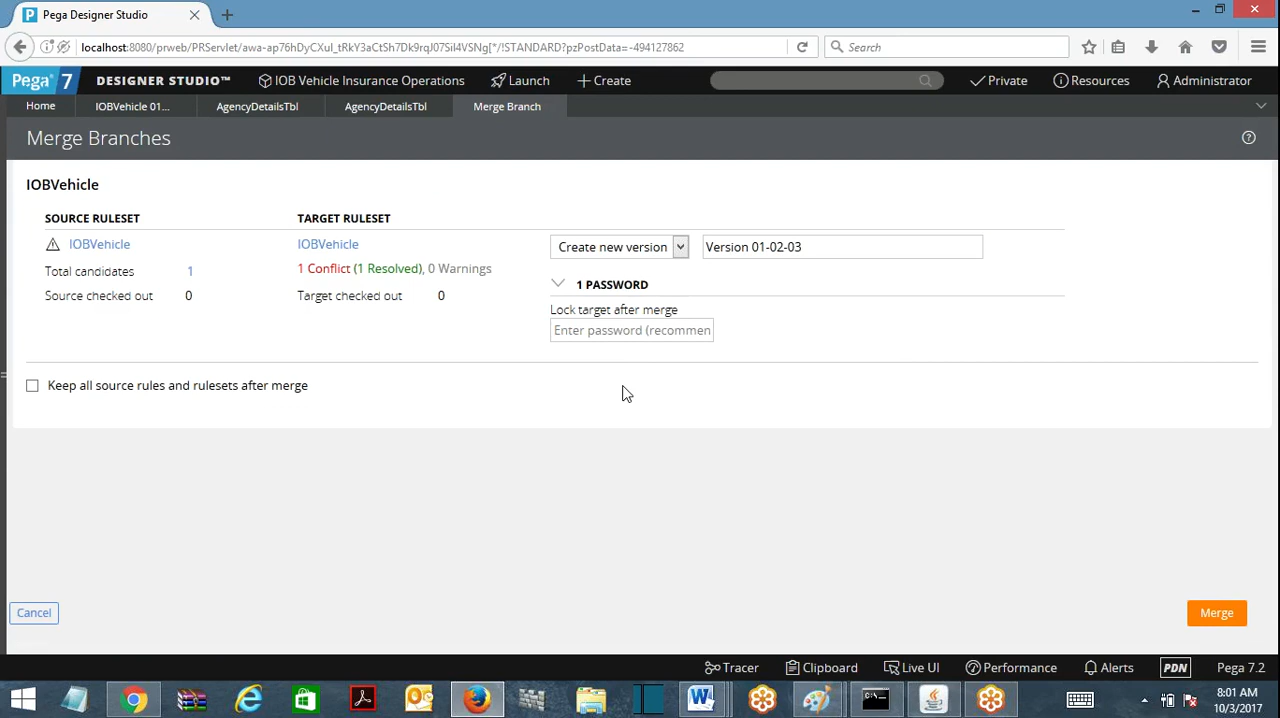 Pega Designer Studio
localhost:8080/prweb/PRServlet/awa-ap76hDyCXuI_tRkY3aCtSh7Dk9rqJ07Sil4VSNg[*/!STANDARD?pzPostData=-494127862
Search
Pega 7 DESIGNER STUDIO™ IOB Vehicle Insurance Operations Launch Create Private Resources Administrator
Home IOBVehicle 01... AgencyDetailsTbl AgencyDetailsTbl Merge Branch
Merge Branches
IOBVehicle
SOURCE RULESET TARGET RULESET
IOBVehicle IOBVehicle Create new version Version 01-02-03
Total candidates 1 1 Conflict (1 Resolved), 0 Warnings
1 PASSWORD
Source checked out 0 Target checked out 0
Lock target after merge
Enter password (recommen
Keep all source rules and rulesets after merge
Cancel Merge
Tracer Clipboard Live UI Performance Alerts PDN Pega 7.2
8:01 AM
10/3/2017